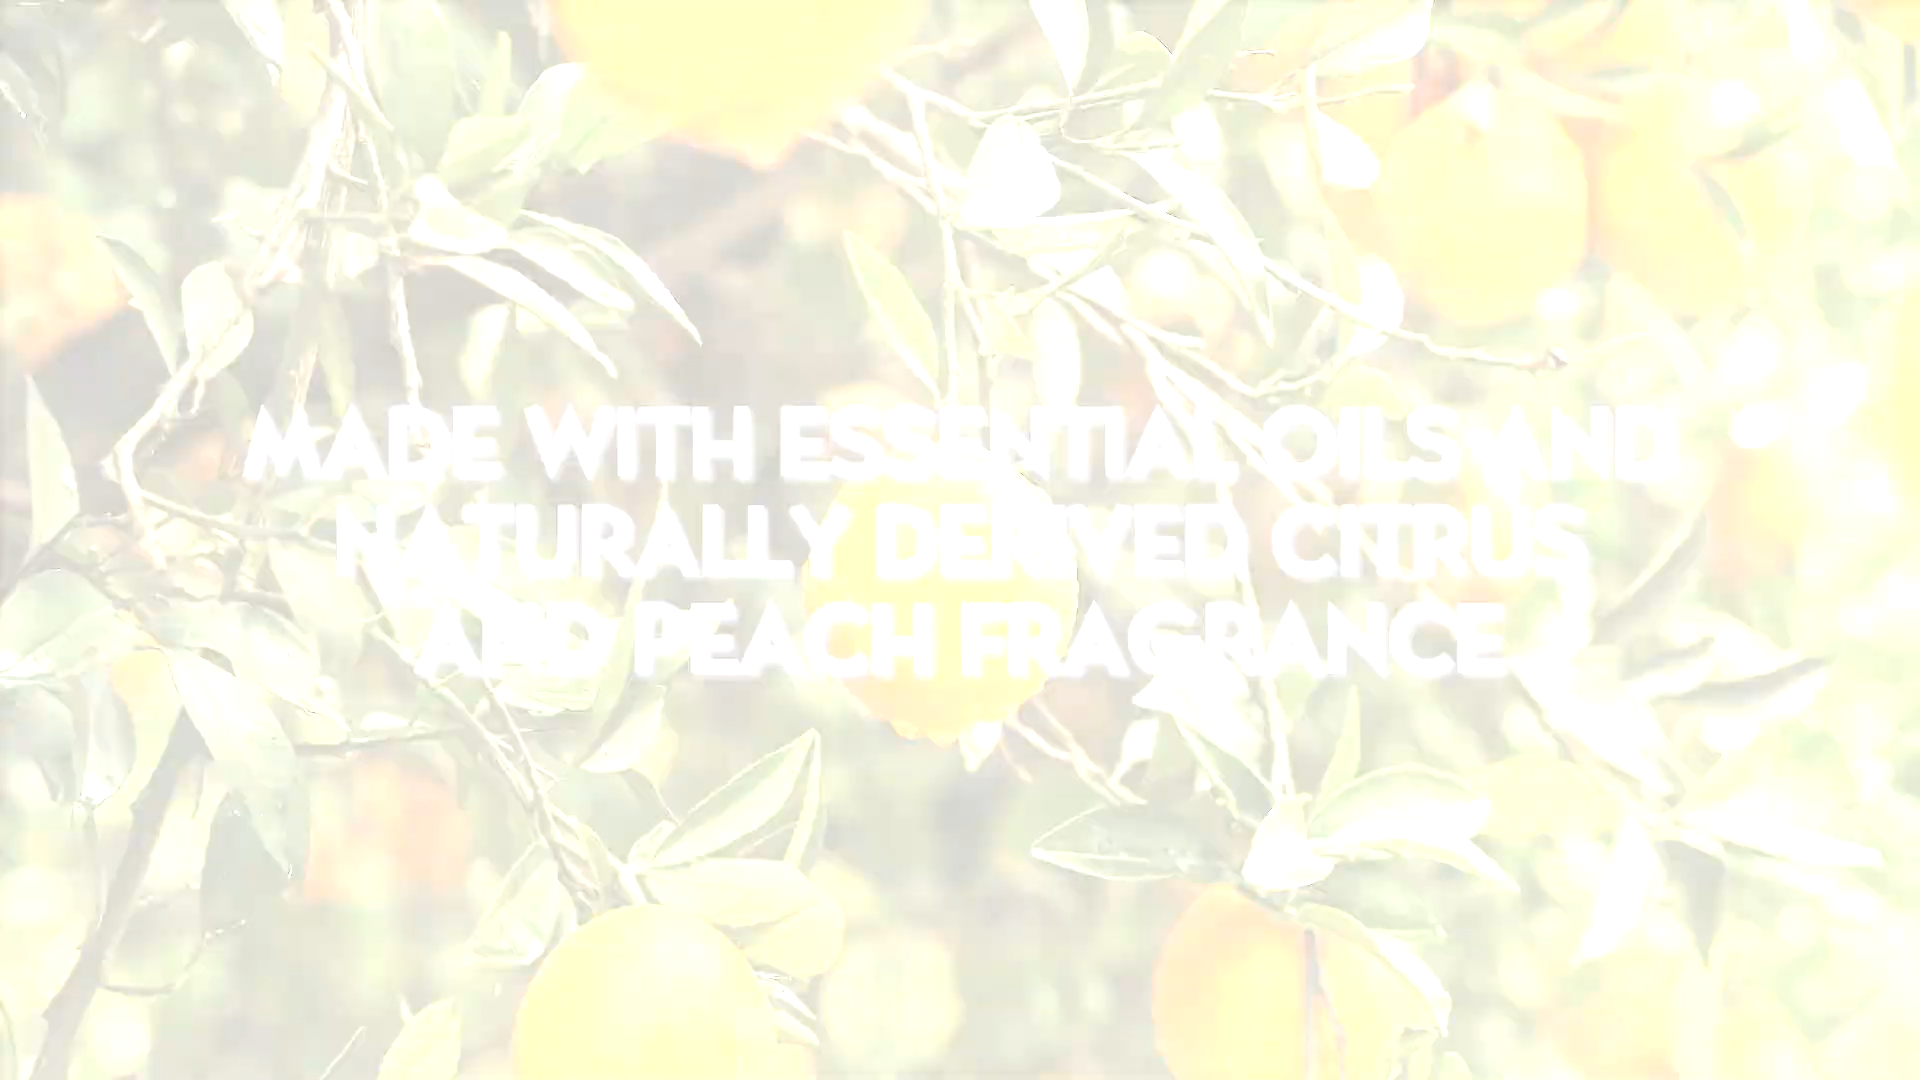 MADE WITH ESSENTIAL OILS AND
NATURALLY DERIVED CITRUS
AND PEACH FRAGRANCE